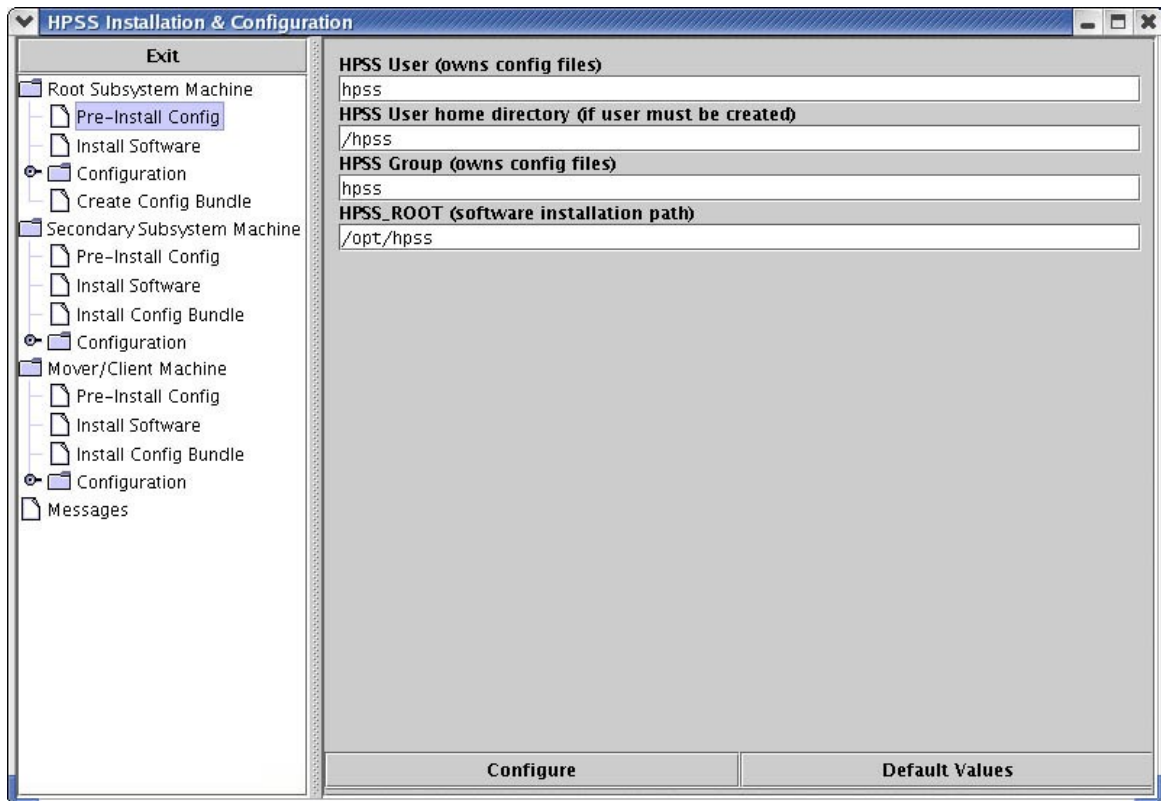 HPSS Installation & Configuration
Exit
Root Subsystem Machine
Pre-Install Config
Install Software
Configuration
Create Config Bundle
Secondary Subsystem Machine
Pre-Install Config
Install Software
Install Config Bundle
Configuration
Mover/Client Machine
Pre-Install Config
Install Software
Install Config Bundle
Configuration
Messages
HPSS User (owns config files)
hpss
HPSS User home directory (if user must be created)
/hpss
HPSS Group (owns config files)
hpss
HPSS_ROOT (software installation path)
/opt/hpss
Configure
Default Values